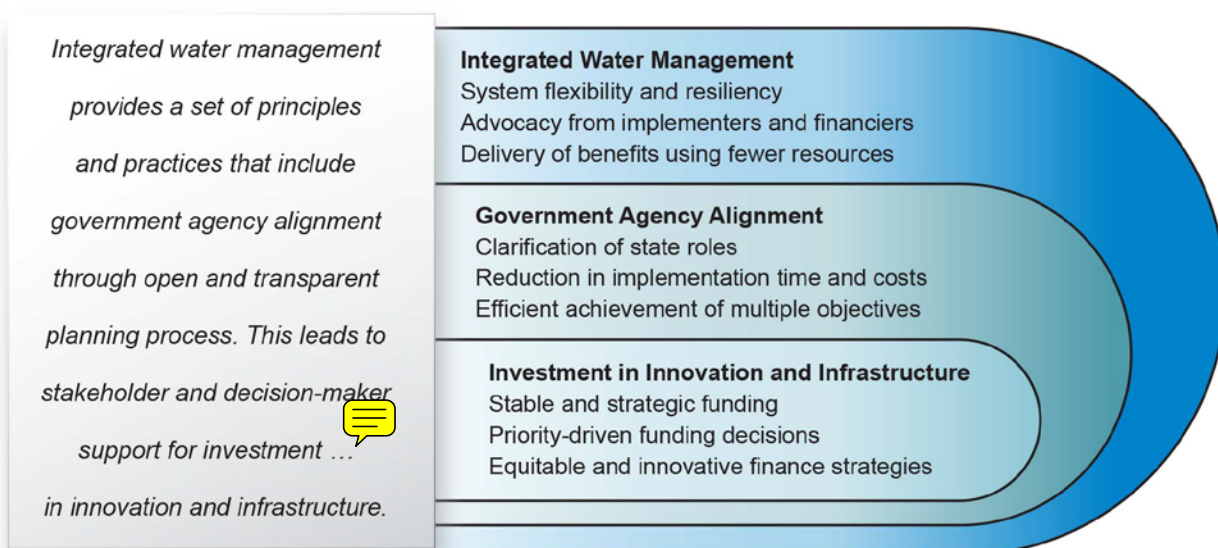 Integrated water management
provides a set of principles
and practices that include
government agency alignment
through open and transparent
planning process. This leads to
stakeholder and decision-maker
support for investment …
in innovation and infrastructure.
Integrated Water Management
System flexibility and resiliency
Advocacy from implementers and financiers
Delivery of benefits using fewer resources
Government Agency Alignment
Clarification of state roles
Reduction in implementation time and costs
Efficient achievement of multiple objectives
Investment in Innovation and Infrastructure
Stable and strategic funding
Priority-driven funding decisions
Equitable and innovative finance strategies